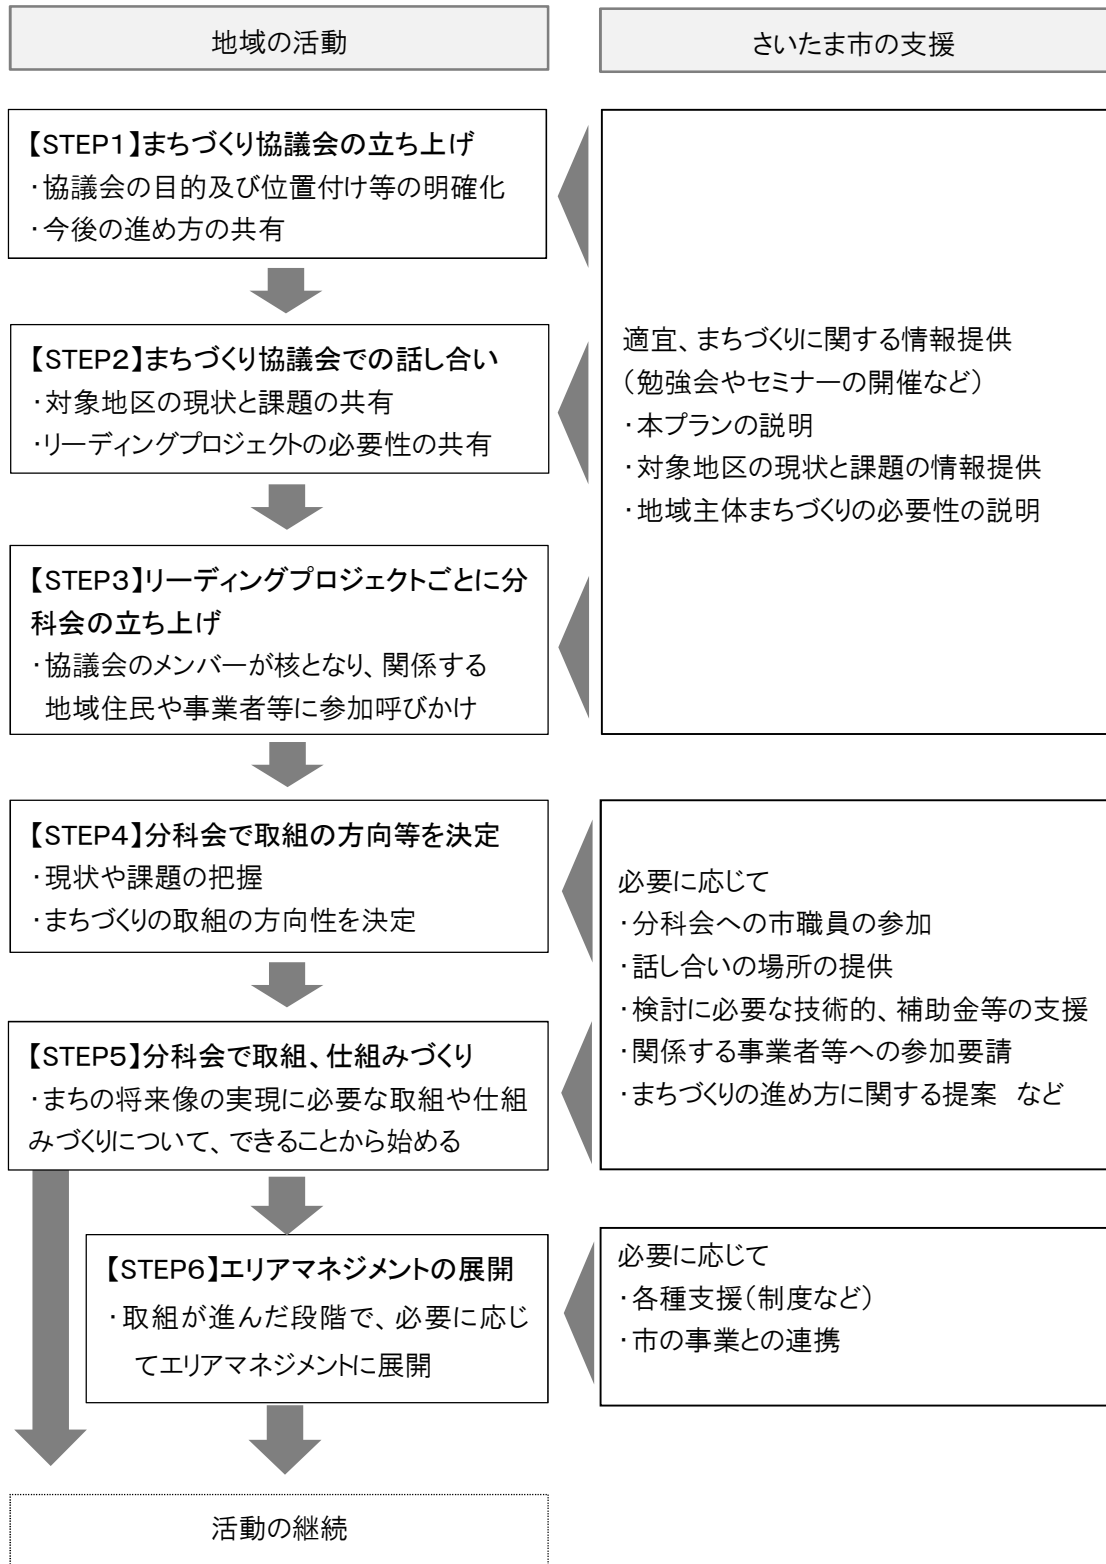 地域の活動
さいたま市の支援
【STEP1】まちづくり協議会の立ち上げ
・協議会の目的及び位置付け等の明確化
・今後の進め方の共有
【STEP2】まちづくり協議会での話し合い
・対象地区の現状と課題の共有
・リーディングプロジェクトの必要性の共有
【STEP3】リーディングプロジェクトごとに分
科会の立ち上げ
・協議会のメンバーが核となり、関係する
地域住民や事業者等に参加呼びかけ
適宜、まちづくりに関する情報提供
（勉強会やセミナーの開催など）
・本プランの説明
・対象地区の現状と課題の情報提供
・地域主体まちづくりの必要性の説明
【STEP4】分科会で取組の方向等を決定
・現状や課題の把握
・まちづくりの取組の方向性を決定
【STEP5】分科会で取組、仕組みづくり
・まちの将来像の実現に必要な取組や仕組
みづくりについて、できることから始める
必要に応じて
・分科会への市職員の参加
・話し合いの場所の提供
・検討に必要な技術的、補助金等の支援
・関係する事業者等への参加要請
・まちづくりの進め方に関する提案　など
【STEP6】エリアマネジメントの展開
・取組が進んだ段階で、必要に応じ
てエリアマネジメントに展開
必要に応じて
・各種支援（制度など）
・市の事業との連携
活動の継続